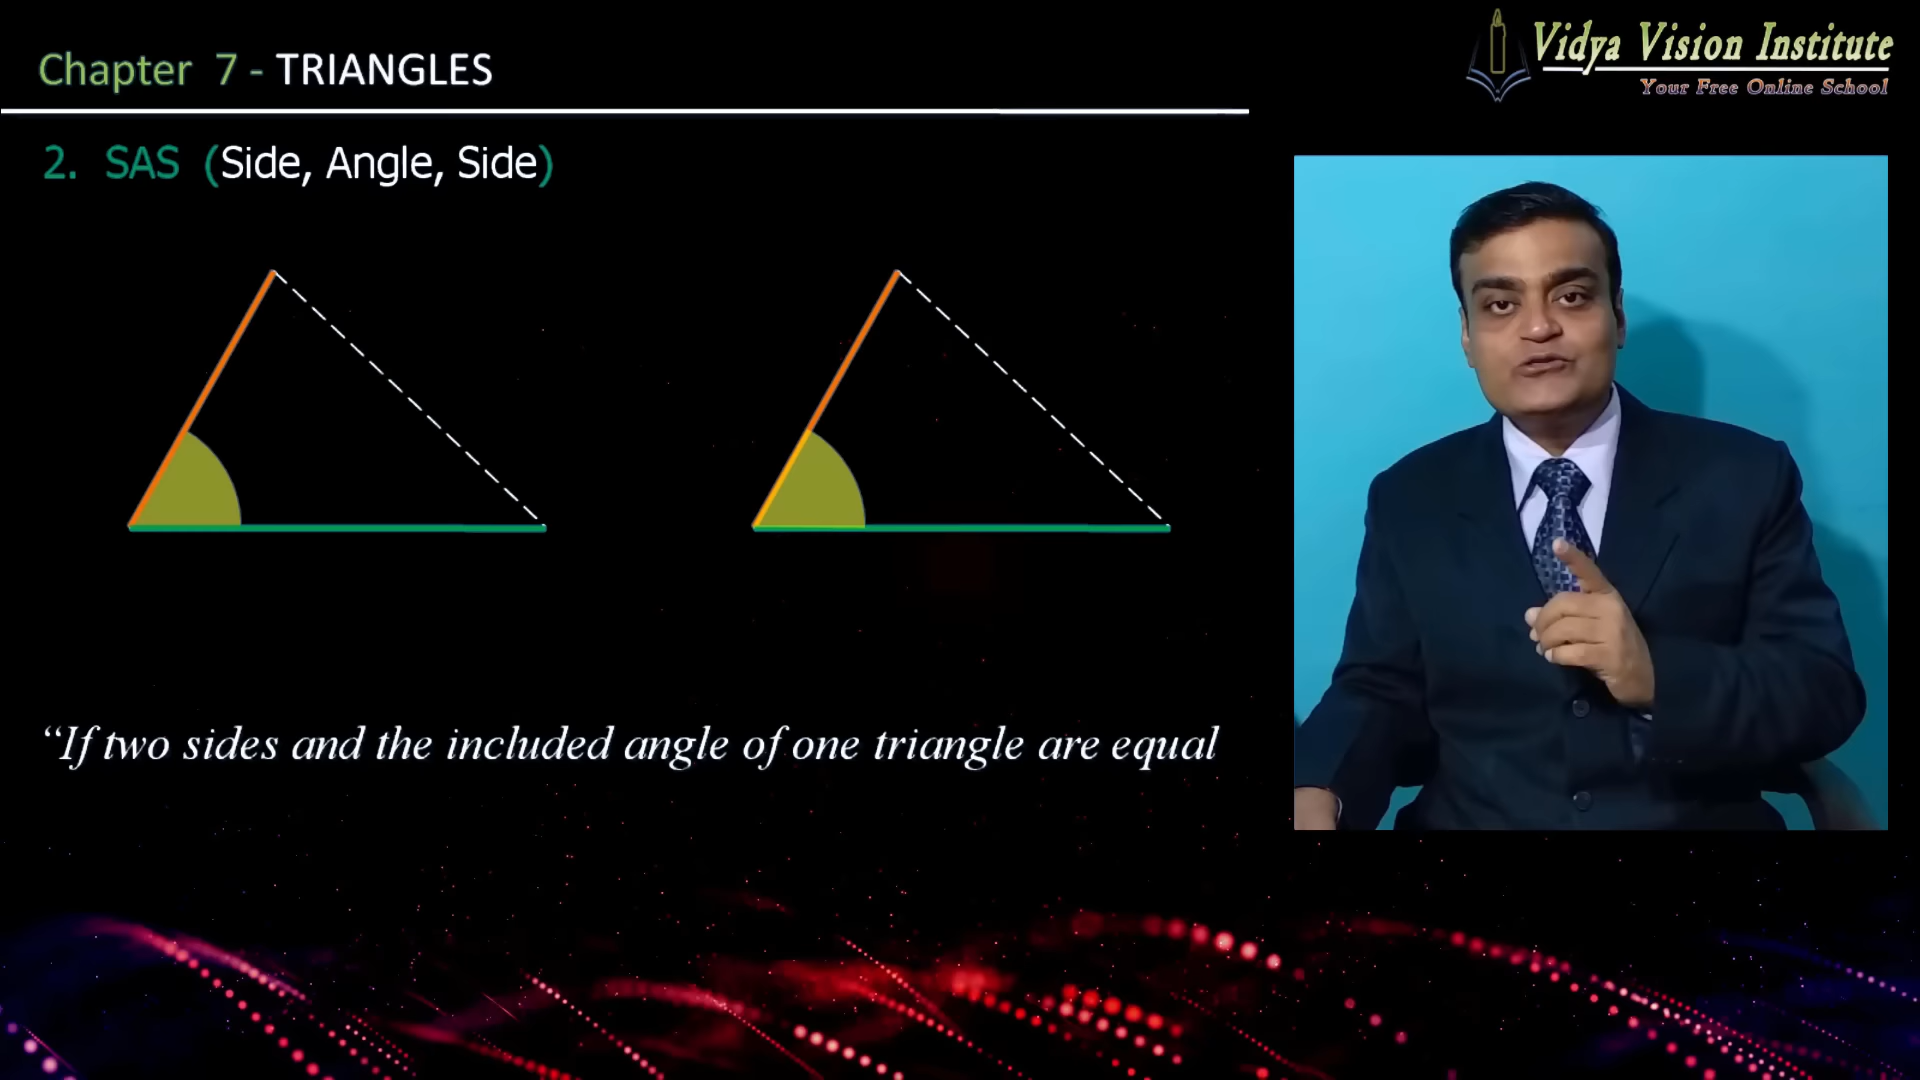 Chapter 7 - TRIANGLES
Vidya Vision Institute
Your Free Online School
2. SAS (Side, Angle, Side)
“If two sides and the included angle of one triangle are equal